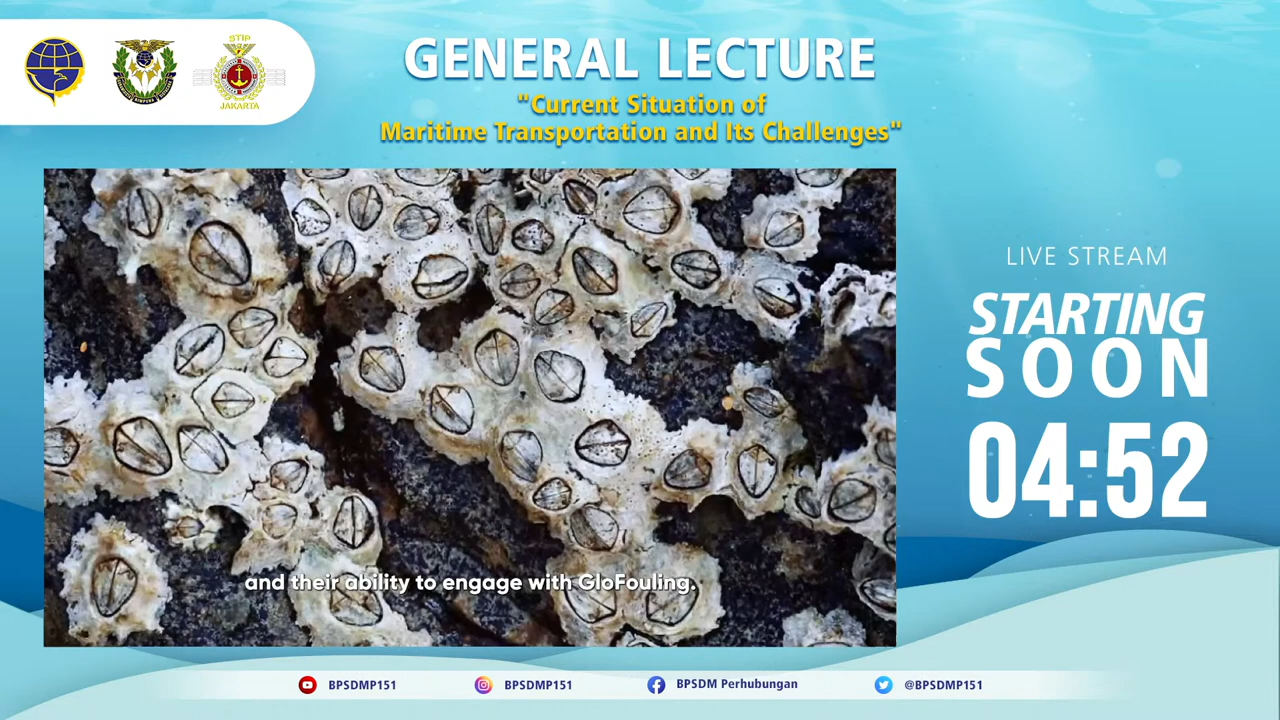 STIP
JAKARTA
GENERAL LECTURE
"Current Situation of
Maritime Transportation and Its Challenges"
LIVE STREAM
STARTING
SOON
04:52
and their ability to engage with GloFouling.
BPSDMP151
BPSDMP151
BPSDM Perhubungan
@BPSDMP151